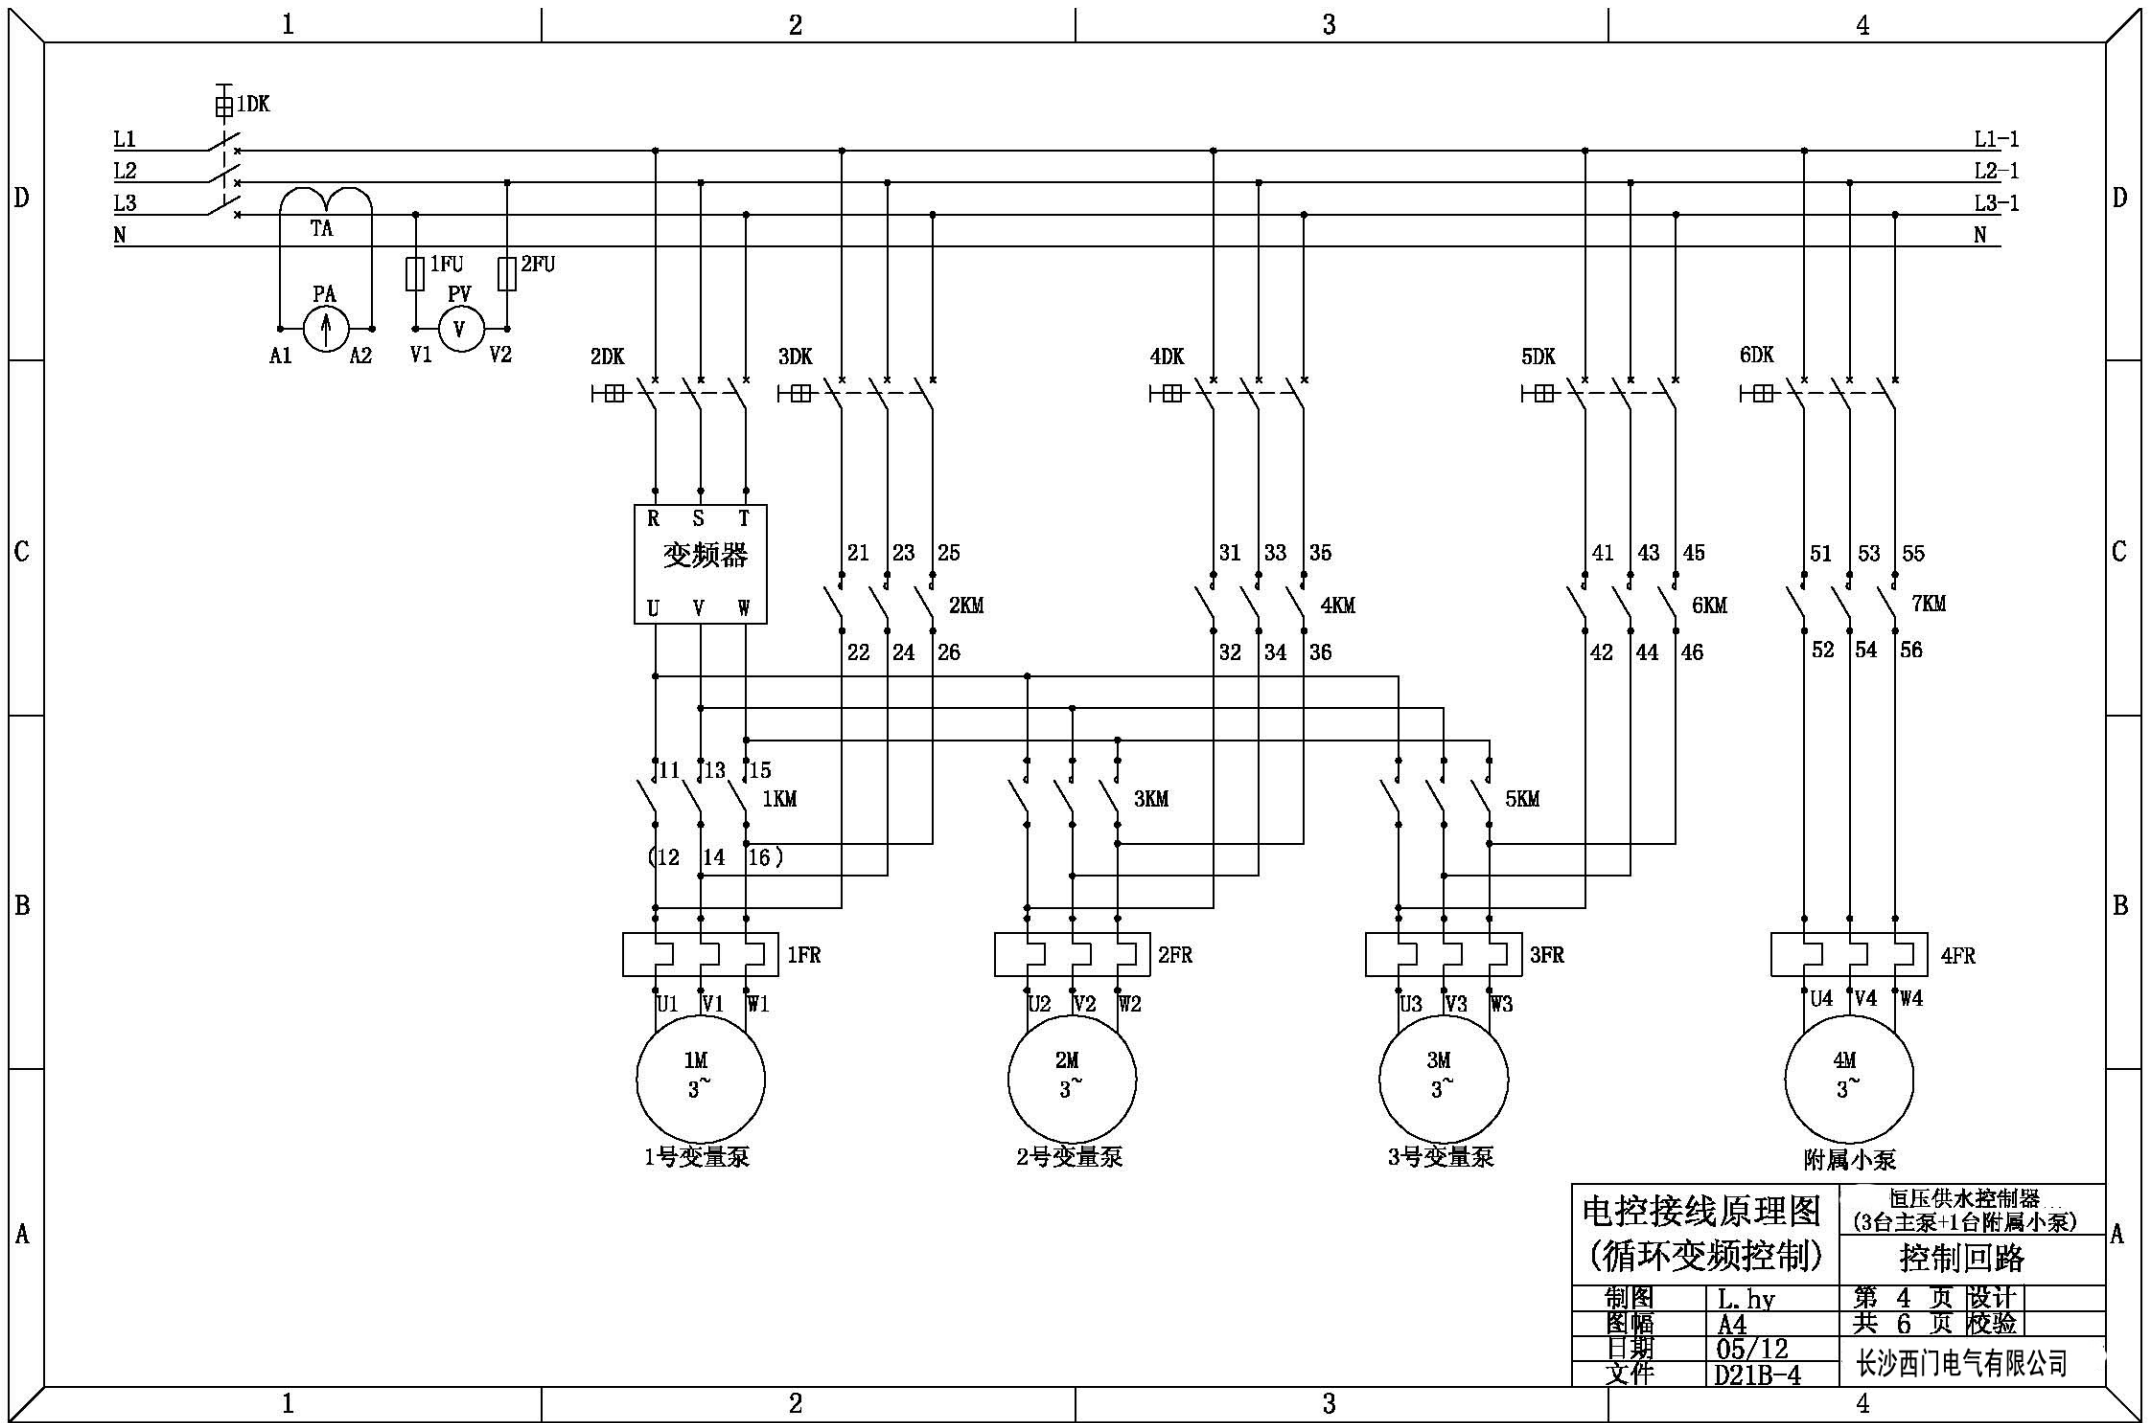 1 2 3 4
1DK
L1 L1-1
L2 L2-1
D D
L3 L3-1
TA
N N
1FU 2FU
PA PV
V
A1 A2 V1 V2
2DK 3DK 4DK 5DK 6DK
R S T
变频器
C C
21 23 25 31 33 35 41 43 45 51 53 55
U V W
2KM 4KM 6KM 7KM
22 24 26 32 34 36 42 44 46 52 54 56
11 13 15
1KM 3KM 5KM
(12 14 16)
B B
1FR 2FR 3FR 4FR
U1 V1 W1 U2 V2 W2 U3 V3 W3 U4 V4 W4
1M 2M 3M 4M
3~ 3~ 3~ 3~
1号变量泵 2号变量泵 3号变量泵 附属小泵
A A
电控接线原理图
(循环变频控制)
恒压供水控制器
(3台主泵+1台附属小泵)
控制回路
制图 L.hy 第 4 页 设计
图幅 A4 共 6 页 校验
日期 05/12
文件 D21B-4
长沙西门电气有限公司
1 2 3 4